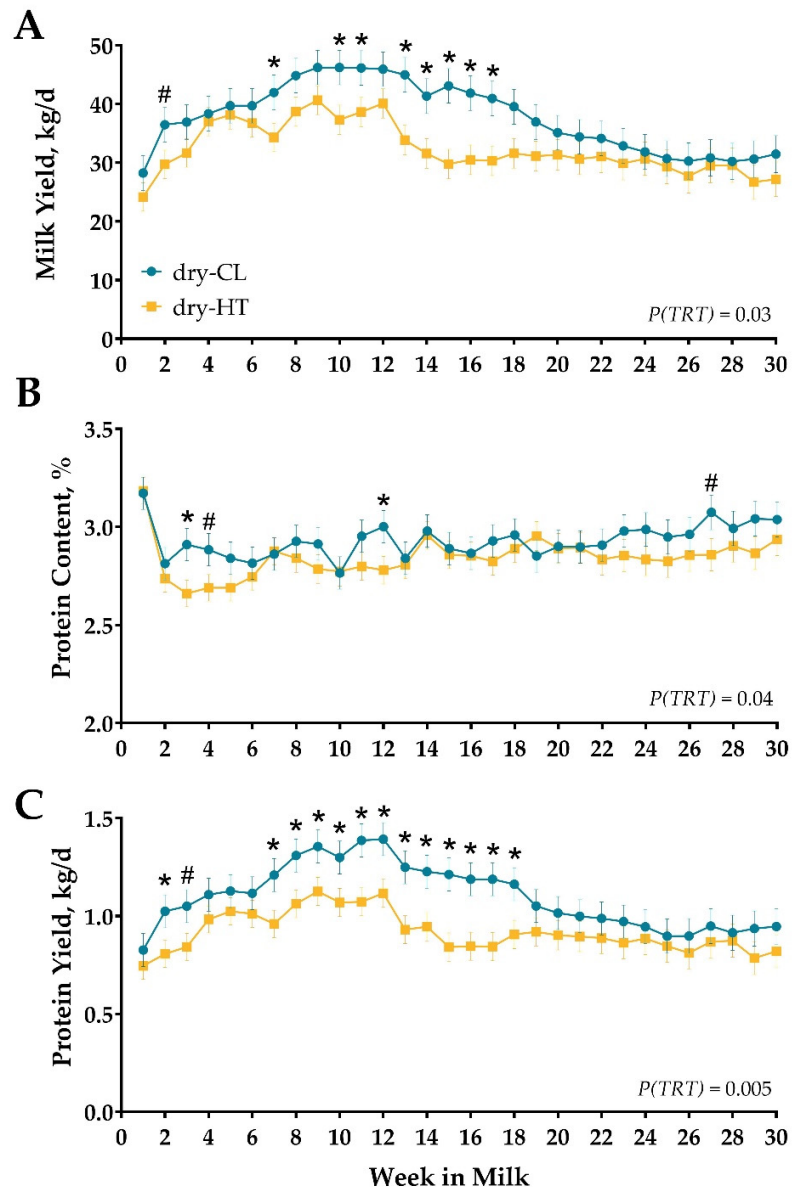 A
Milk Yield, kg/d
50
40
30
20
10
0
# * * * * * * * *
dry-CL
dry-HT
P(TRT) = 0.03
0 2 4 6 8 10 12 14 16 18 20 22 24 26 28 30
B
Protein Content, %
3.5
3.0
2.5
2.0
* # * #
P(TRT) = 0.04
0 2 4 6 8 10 12 14 16 18 20 22 24 26 28 30
C
Protein Yield, kg/d
1.5
1.0
0.5
0.0
* # * * * * * * * * * * * *
P(TRT) = 0.005
0 2 4 6 8 10 12 14 16 18 20 22 24 26 28 30
Week in Milk